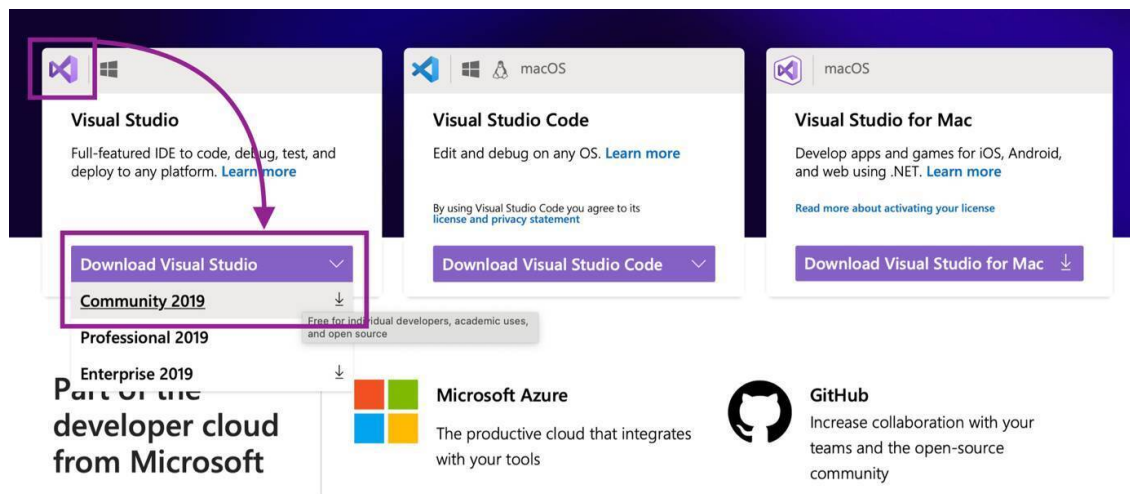 macOS
macOS
Visual Studio
Full-featured IDE to code, debug, test, and
deploy to any platform. Learn more
Download Visual Studio
Community 2019
Free for individual developers, academic uses,
and open source
Professional 2019
Enterprise 2019
Visual Studio Code
Edit and debug on any OS. Learn more
By using Visual Studio Code you agree to its
license and privacy statement
Download Visual Studio Code
Visual Studio for Mac
Develop apps and games for iOS, Android,
and web using .NET. Learn more
Read more about activating your license
Download Visual Studio for Mac
Part of the
developer cloud
from Microsoft
Microsoft Azure
The productive cloud that integrates
with your tools
GitHub
Increase collaboration with your
teams and the open-source
community